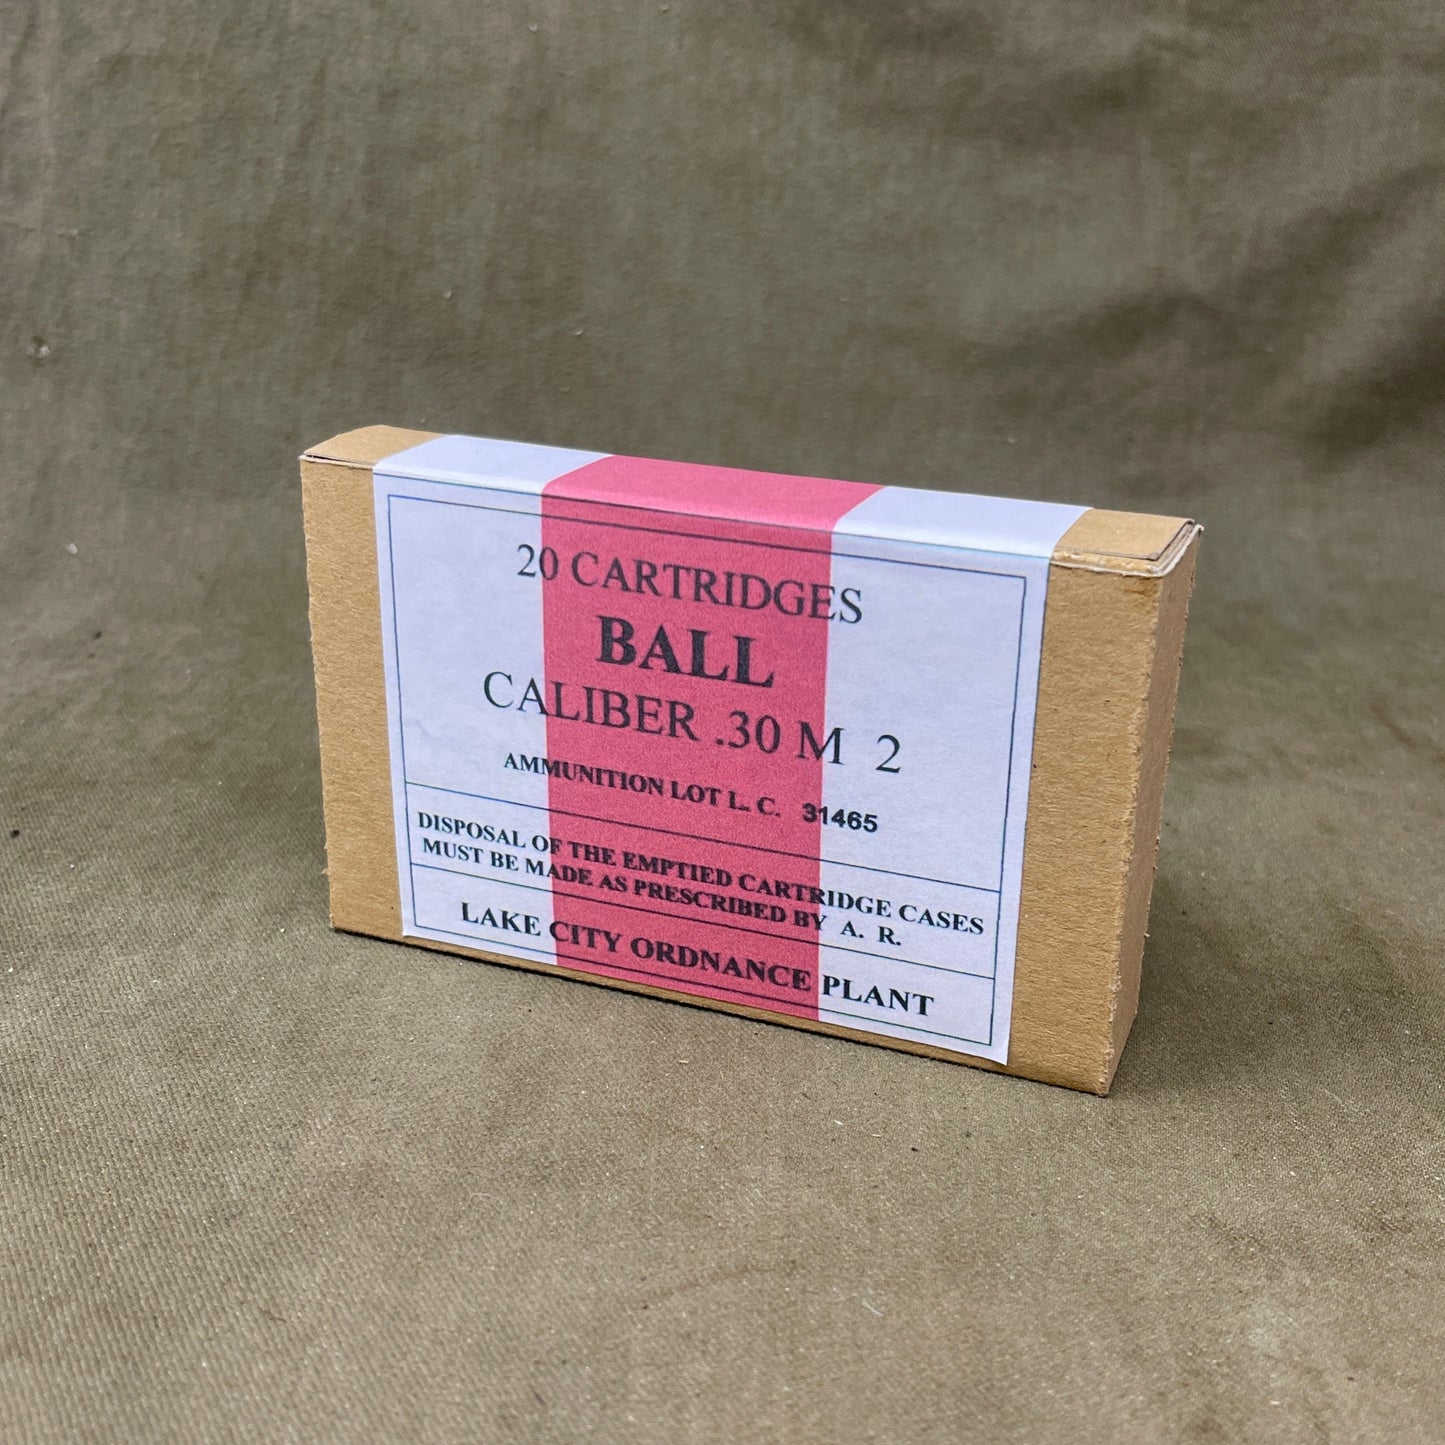 20 CARTRIDGES
BALL
CALIBER .30 M 2
AMMUNITION LOT L. C. 31465
DISPOSAL OF THE EMPTIED CARTRIDGE CASES
MUST BE MADE AS PRESCRIBED BY A. R.
LAKE CITY ORDNANCE PLANT